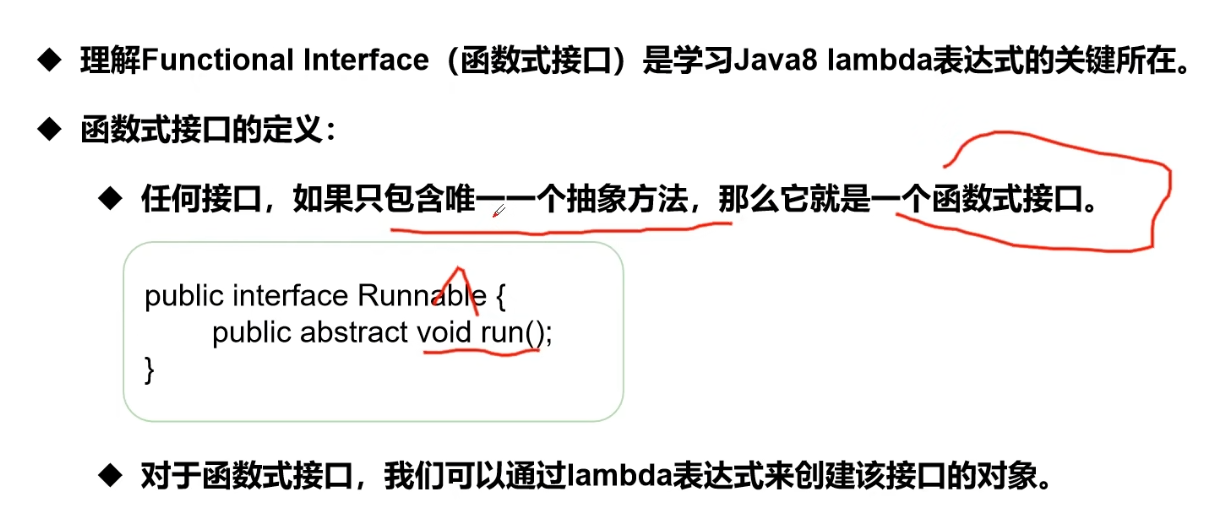 ◆ 理解Functional Interface（函数式接口）是学习Java8 lambda表达式的关键所在。
◆ 函数式接口的定义：
◆ 任何接口，如果只包含唯一一个抽象方法，那么它就是一个函数式接口。
public interface Runnable {
public abstract void run();
}
◆ 对于函数式接口，我们可以通过lambda表达式来创建该接口的对象。